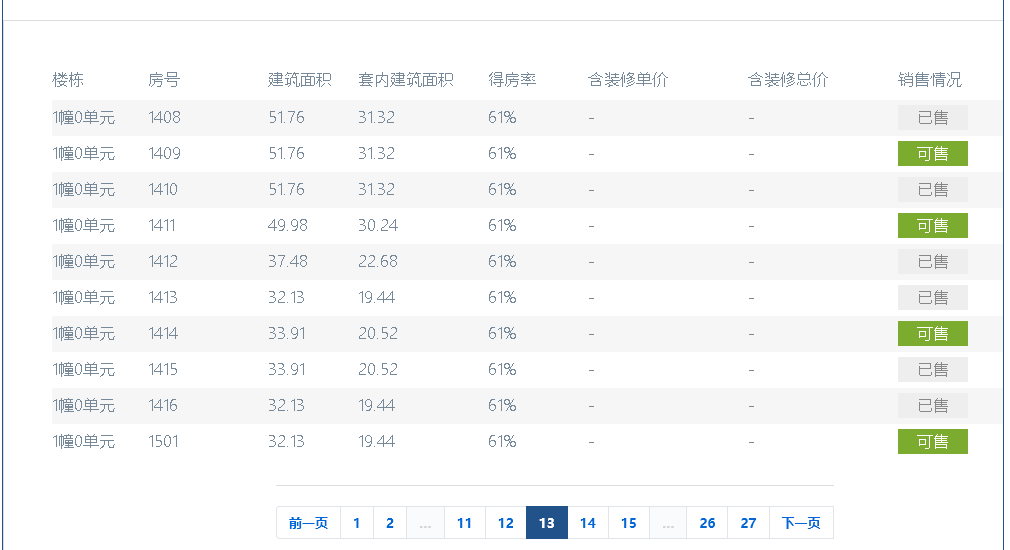 楼栋 房号 建筑面积 套内建筑面积 得房率 含装修单价 含装修总价 销售情况
1幢0单元 1408 51.76 31.32 61% - - 已售
1幢0单元 1409 51.76 31.32 61% - - 可售
1幢0单元 1410 51.76 31.32 61% - - 已售
1幢0单元 1411 49.98 30.24 61% - - 可售
1幢0单元 1412 37.48 22.68 61% - - 已售
1幢0单元 1413 32.13 19.44 61% - - 已售
1幢0单元 1414 33.91 20.52 61% - - 可售
1幢0单元 1415 33.91 20.52 61% - - 已售
1幢0单元 1416 32.13 19.44 61% - - 已售
1幢0单元 1501 32.13 19.44 61% - - 可售
前一页 1 2 ... 11 12 13 14 15 ... 26 27 下一页